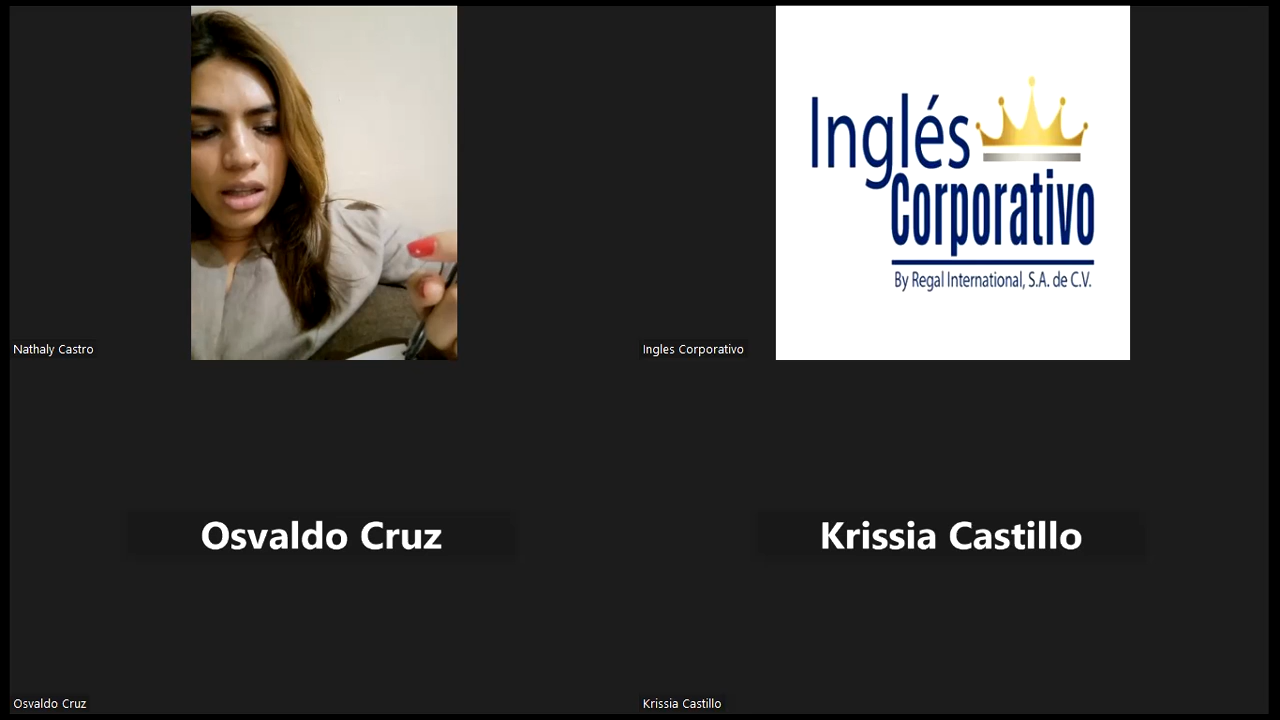 Inglés
Corporativo
By Regal International, S.A. de C.V.
Nathaly Castro
Ingles Corporativo
Osvaldo Cruz
Krissia Castillo
Osvaldo Cruz
Krissia Castillo